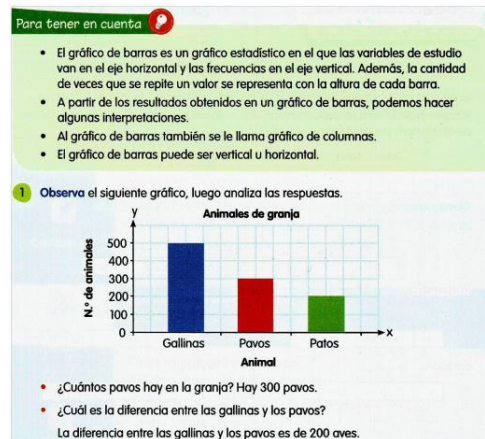 Para tener en cuenta
• El gráfico de barras es un gráfico estadístico en el que las variables de estudio
van en el eje horizontal y las frecuencias en el eje vertical. Además, la cantidad
de veces que se repite un valor se representa con la altura de cada barra.
• A partir de los resultados obtenidos en un gráfico de barras, podemos hacer
algunas interpretaciones.
• Al gráfico de barras también se le llama gráfico de columnas.
• El gráfico de barras puede ser vertical u horizontal.
1 Observa el siguiente gráfico, luego analiza las respuestas.
y
Animales de granja
N.° de animales
500
400
300
200
100
0
x
Gallinas Pavos Patos
Animal
• ¿Cuántos pavos hay en la granja? Hay 300 pavos.
• ¿Cuál es la diferencia entre las gallinas y los pavos?
La diferencia entre las gallinas y los pavos es de 200 aves.